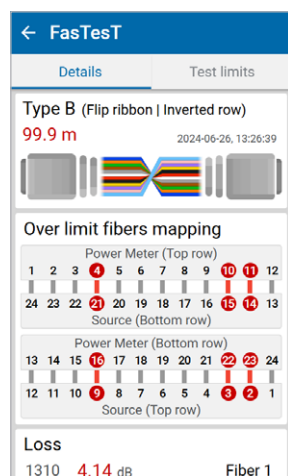 ← FasTesT
Details Test limits
Type B (Flip ribbon | Inverted row)
99.9 m 2024-06-26, 13:26:39
Over limit fibers mapping
Power Meter (Top row)
1 2 3 4 5 6 7 8 9 10 11 12
24 23 22 21 20 19 18 17 16 15 14 13
Source (Bottom row)
Power Meter (Bottom row)
13 14 15 16 17 18 19 20 21 22 23 24
12 11 10 9 8 7 6 5 4 3 2 1
Source (Top row)
Loss
1310 4.14 dB Fiber 1